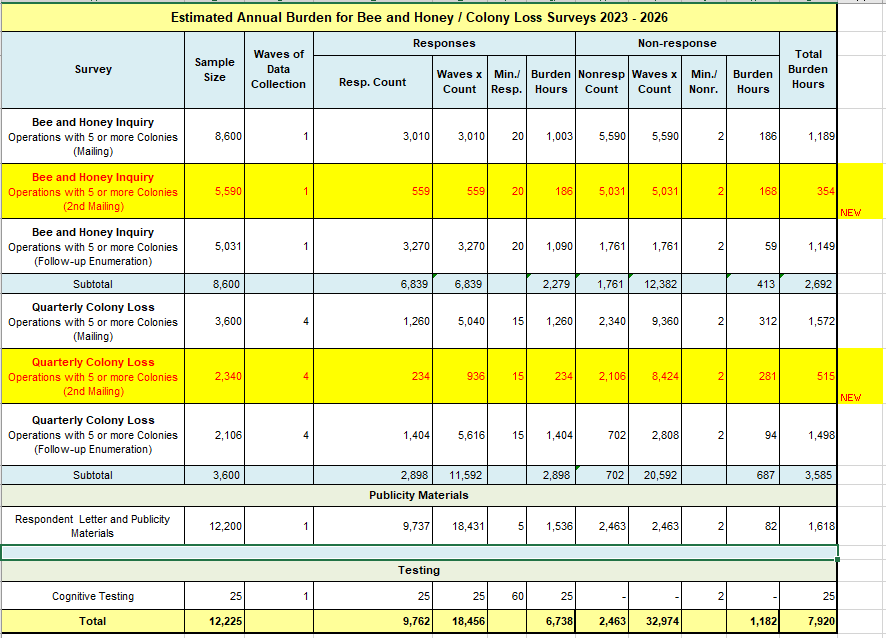 Estimated Annual Burden for Bee and Honey / Colony Loss Surveys 2023 - 2026
Survey Sample Size Waves of Data Collection Responses Non-response Total Burden Hours
Resp. Count Waves x Count Min./ Resp. Burden Hours Nonresp Count Waves x Count Min./ Nonr. Burden Hours
Bee and Honey Inquiry
Operations with 5 or more Colonies 8,600 1 3,010 3,010 20 1,003 5,590 5,590 2 186 1,189
(Mailing)
Bee and Honey Inquiry
Operations with 5 or more Colonies 5,590 1 559 559 20 186 5,031 5,031 2 168 354
(2nd Mailing) NEW
Bee and Honey Inquiry
Operations with 5 or more Colonies 5,031 1 3,270 3,270 20 1,090 1,761 1,761 2 59 1,149
(Follow-up Enumeration)
Subtotal 8,600 6,839 6,839 2,279 1,761 12,382 413 2,692
Quarterly Colony Loss
Operations with 5 or more Colonies 3,600 4 1,260 5,040 15 1,260 2,340 9,360 2 312 1,572
(Mailing)
Quarterly Colony Loss
Operations with 5 or more Colonies 2,340 4 234 936 15 234 2,106 8,424 2 281 515
(2nd Mailing) NEW
Quarterly Colony Loss
Operations with 5 or more Colonies 2,106 4 1,404 5,616 15 1,404 702 2,808 2 94 1,498
(Follow-up Enumeration)
Subtotal 3,600 2,898 11,592 2,898 702 20,592 687 3,585
Publicity Materials
Respondent Letter and Publicity
Materials 12,200 1 9,737 18,431 5 1,536 2,463 2,463 2 82 1,618
Testing
Cognitive Testing 25 1 25 25 60 25 - - 2 - 25
Total 12,225 9,762 18,456 6,738 2,463 32,974 1,182 7,920